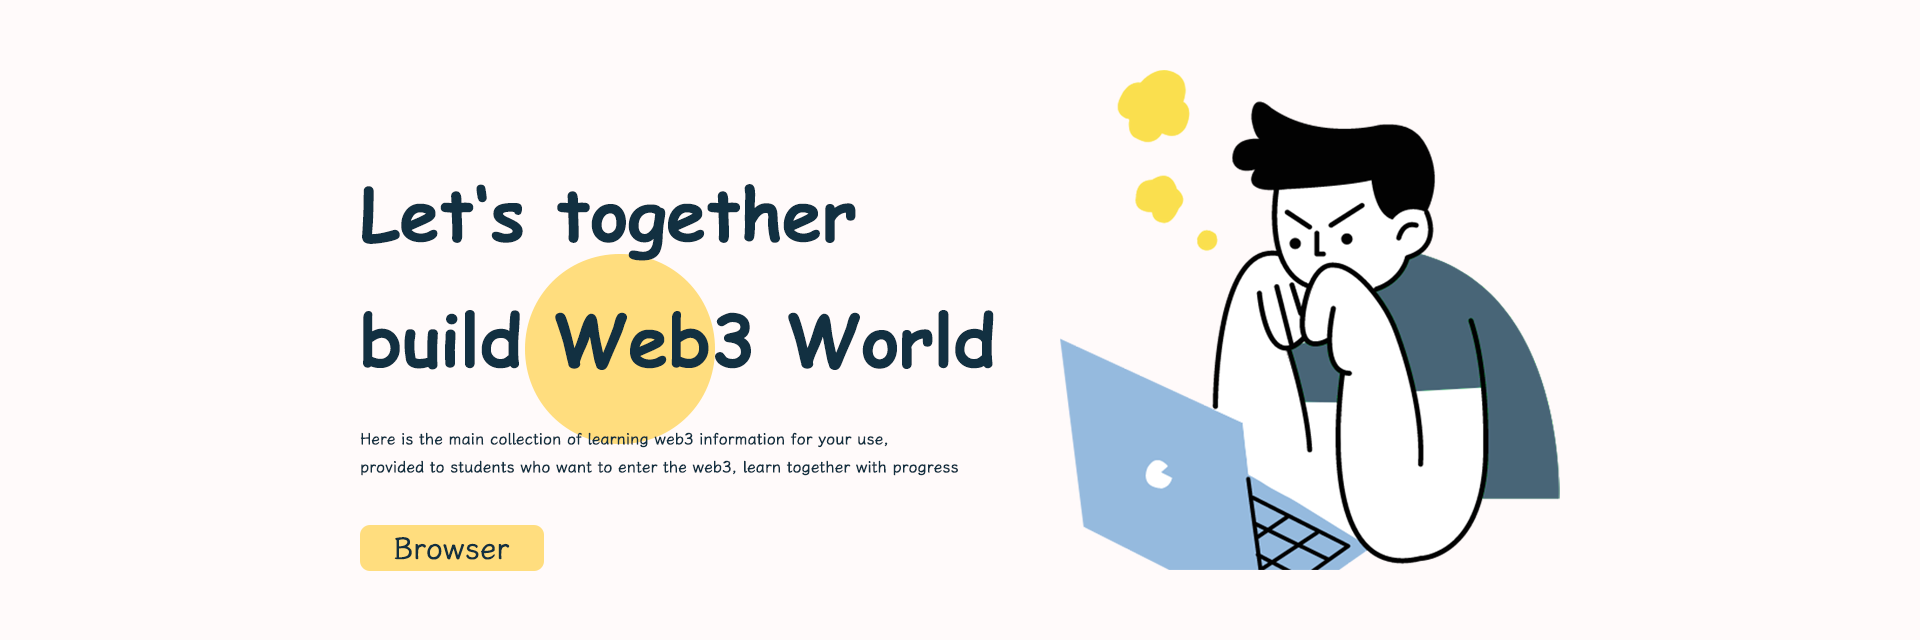 Let's together
build Web3 World
Here is the main collection of learning web3 information for your use,
provided to students who want to enter the web3, learn together with progress
Browser